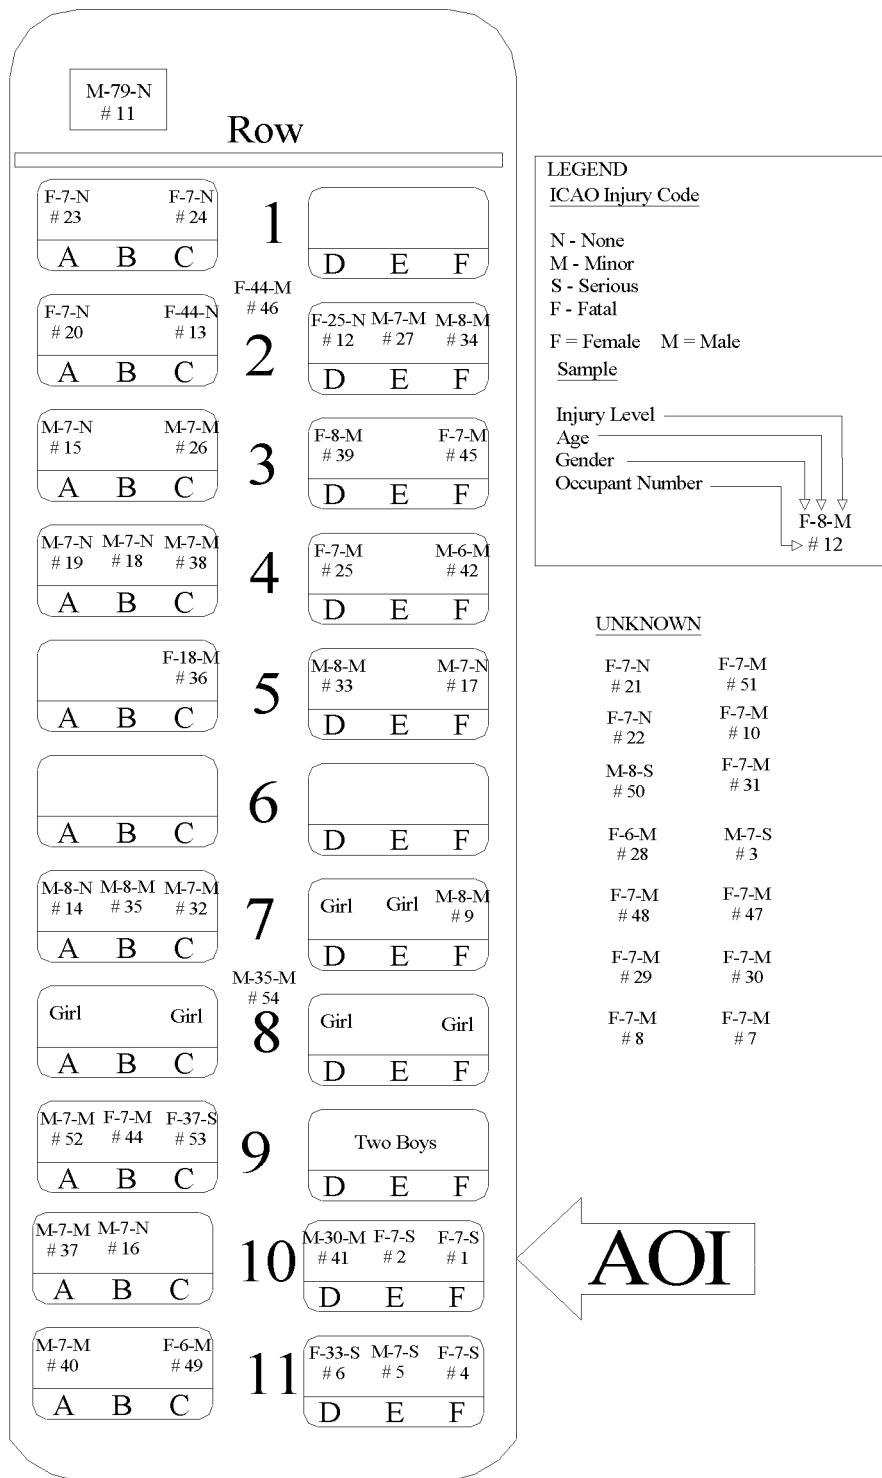 M-79-N
# 11
Row
F-7-N F-7-N
# 23 # 24
A B C
1
D E F
F-44-M
# 46
F-7-N F-44-N
# 20 # 13
A B C
2
F-25-N M-7-M M-8-M
# 12 # 27 # 34
D E F
M-7-N M-7-M
# 15 # 26
A B C
3
F-8-M F-7-M
# 39 # 45
D E F
M-7-N M-7-N M-7-M
# 19 # 18 # 38
A B C
4
F-7-M M-6-M
# 25 # 42
D E F
F-18-M
# 36
A B C
5
M-8-M M-7-N
# 33 # 17
D E F
A B C
6
D E F
M-8-N M-8-M M-7-M
# 14 # 35 # 32
A B C
7
Girl Girl M-8-M
# 9
D E F
M-35-M
# 54
Girl Girl
A B C
8
Girl Girl
D E F
M-7-M F-7-M F-37-S
# 52 # 44 # 53
A B C
9
Two Boys
D E F
M-7-M M-7-N
# 37 # 16
A B C
10
M-30-M F-7-S F-7-S
# 41 # 2 # 1
D E F
M-7-M F-6-M
# 40 # 49
A B C
11
F-33-S M-7-S F-7-S
# 6 # 5 # 4
D E F
LEGEND
ICAO Injury Code
N - None
M - Minor
S - Serious
F - Fatal
F = Female M = Male
Sample
Injury Level
Age
Gender
Occupant Number
F-8-M
# 12
UNKNOWN
F-7-N F-7-M
# 21 # 51
F-7-N F-7-M
# 22 # 10
M-8-S F-7-M
# 50 # 31
F-6-M M-7-S
# 28 # 3
F-7-M F-7-M
# 48 # 47
F-7-M F-7-M
# 29 # 30
F-7-M F-7-M
# 8 # 7
AOI